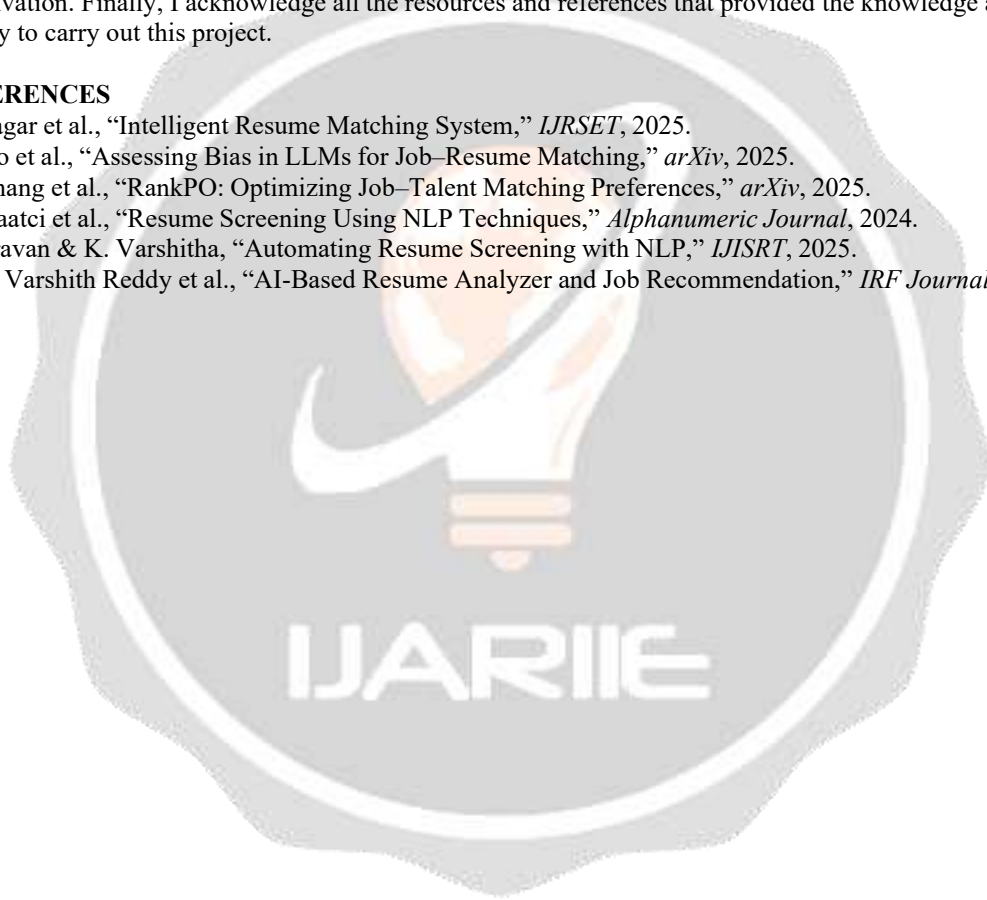 vation. Finally, I acknowledge all the resources and references that provided the knowledge a
y to carry out this project.
ERENCES
agar et al., “Intelligent Resume Matching System,” IJRSET, 2025.
o et al., “Assessing Bias in LLMs for Job–Resume Matching,” arXiv, 2025.
hang et al., “RankPO: Optimizing Job–Talent Matching Preferences,” arXiv, 2025.
aatci et al., “Resume Screening Using NLP Techniques,” Alphanumeric Journal, 2024.
ravan & K. Varshitha, “Automating Resume Screening with NLP,” IJISRT, 2025.
Varshith Reddy et al., “AI-Based Resume Analyzer and Job Recommendation,” IRF Journal
IJARIIE